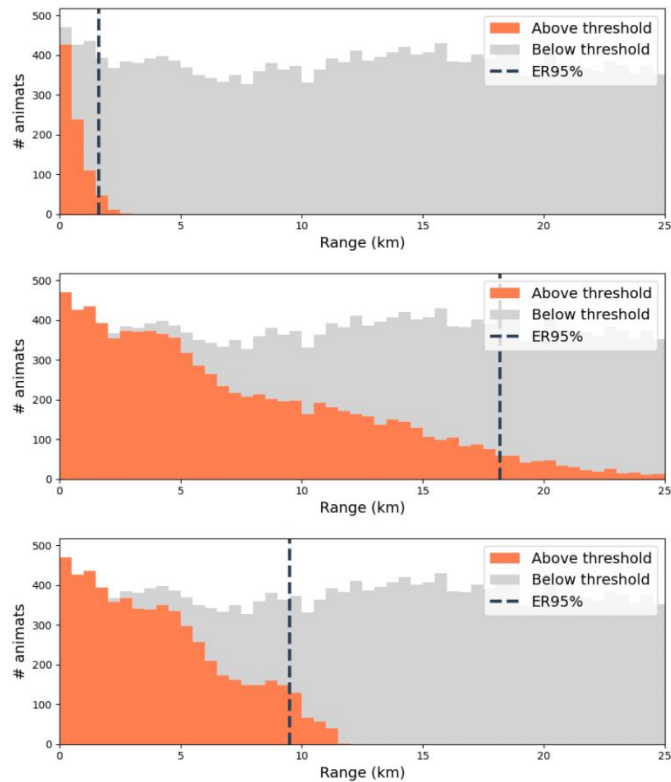 500
400
300
200
100
0
# animats
Above threshold
Below threshold
ER95%
0 5 10 15 20 25
Range (km)
500
400
300
200
100
0
# animats
Above threshold
Below threshold
ER95%
0 5 10 15 20 25
Range (km)
500
400
300
200
100
0
# animats
Above threshold
Below threshold
ER95%
0 5 10 15 20 25
Range (km)